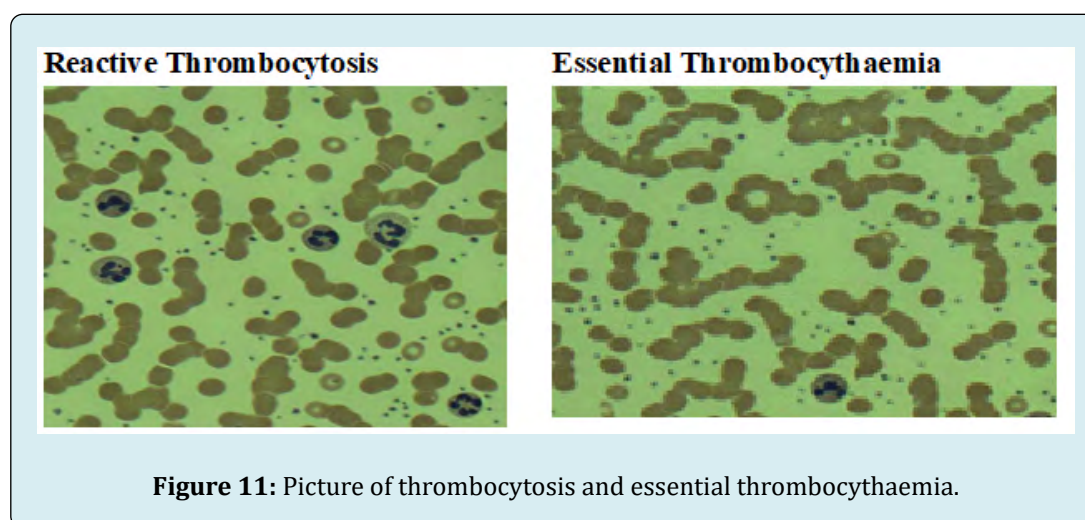 Reactive Thrombocytosis
Essential Thrombocythaemia
Figure 11: Picture of thrombocytosis and essential thrombocythaemia.